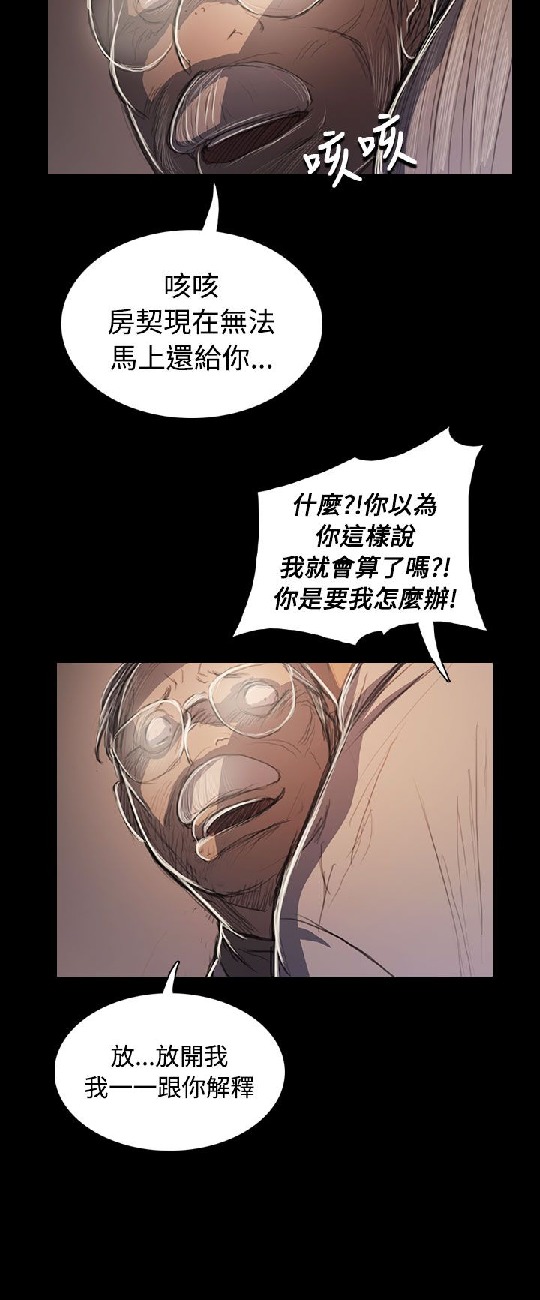 咳咳
咳咳
房契現在無法
馬上還給你...
什麼?!你以為
你這樣說
我就會算了嗎?!
你是要我怎麼辦!
放...放開我
我一一跟你解釋